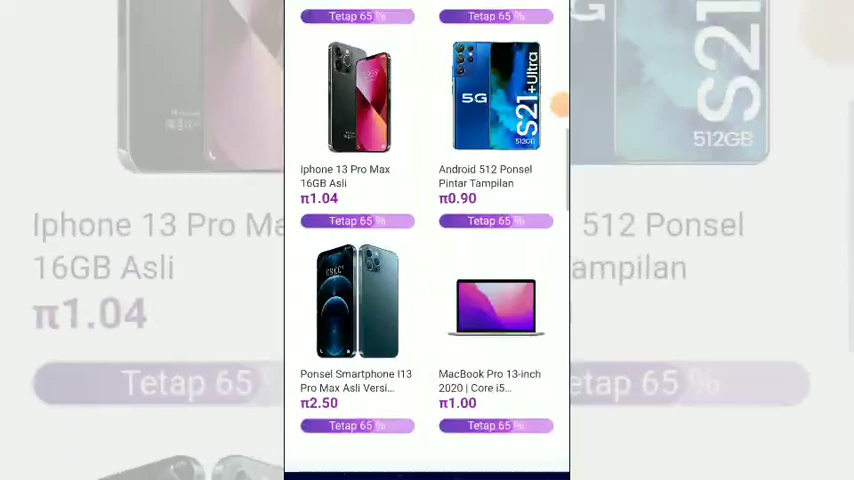 Tetap 65 %
Tetap 65 %
5G
S21+Ultra
512GB
Iphone 13 Pro Max
16GB Asli
π1.04
Tetap 65 %
Android 512 Ponsel
Pintar Tampilan
π0.90
Tetap 65 %
Ponsel Smartphone I13
Pro Max Asli Versi...
π2.50
Tetap 65 %
MacBook Pro 13-inch
2020 | Core i5...
π1.00
Tetap 65 %
5G
S21
512GB
Iphone 13 Pro Ma
16GB Asli
π1.04
Tetap 65
512 Ponsel
ampilan
etap 65 %